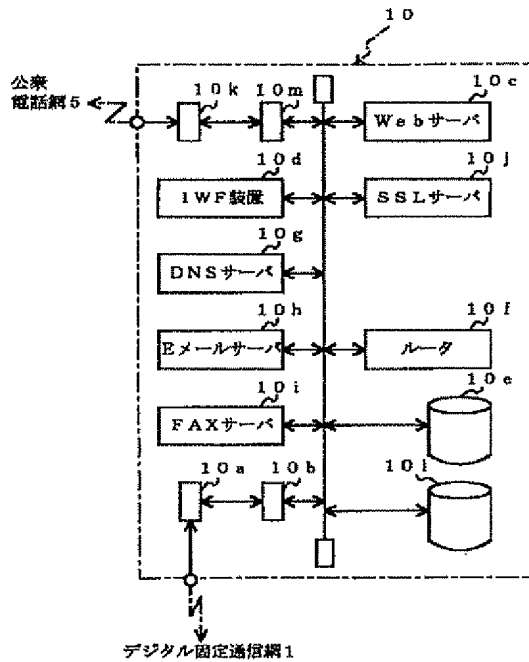 １０
公衆
電話網５
１０ｋ
１０ｍ
１０ｃ
Ｗｅｂサーバ
１０ｄ
ＩＷＦ装置
１０ｊ
ＳＳＬサーバ
１０ｇ
ＤＮＳサーバ
１０ｈ
Ｅメールサーバ
１０ｆ
ルータ
１０ｉ
ＦＡＸサーバ
１０ｅ
１０ａ
１０ｂ
１０ｌ
デジタル固定通信網１